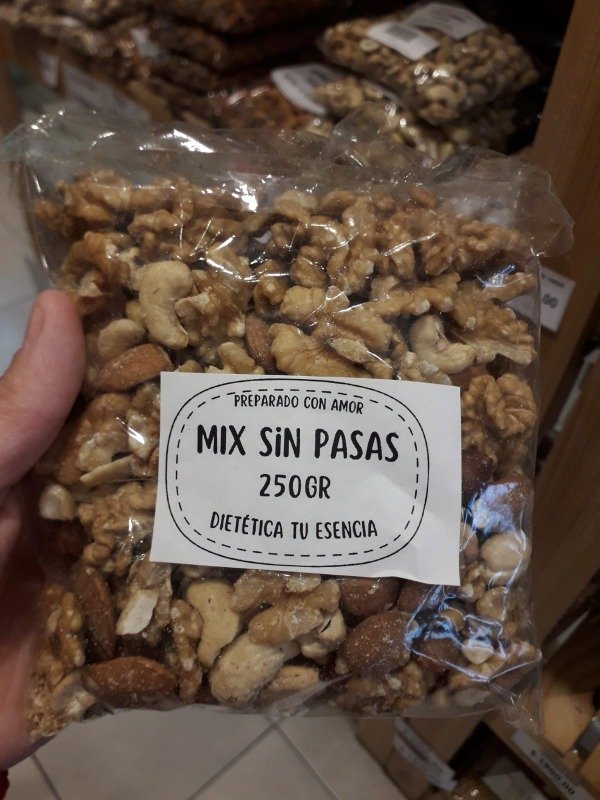 PREPARADO CON AMOR
MIX SiN PASAS
250GR
DIETÉTICA TU ESENCIA